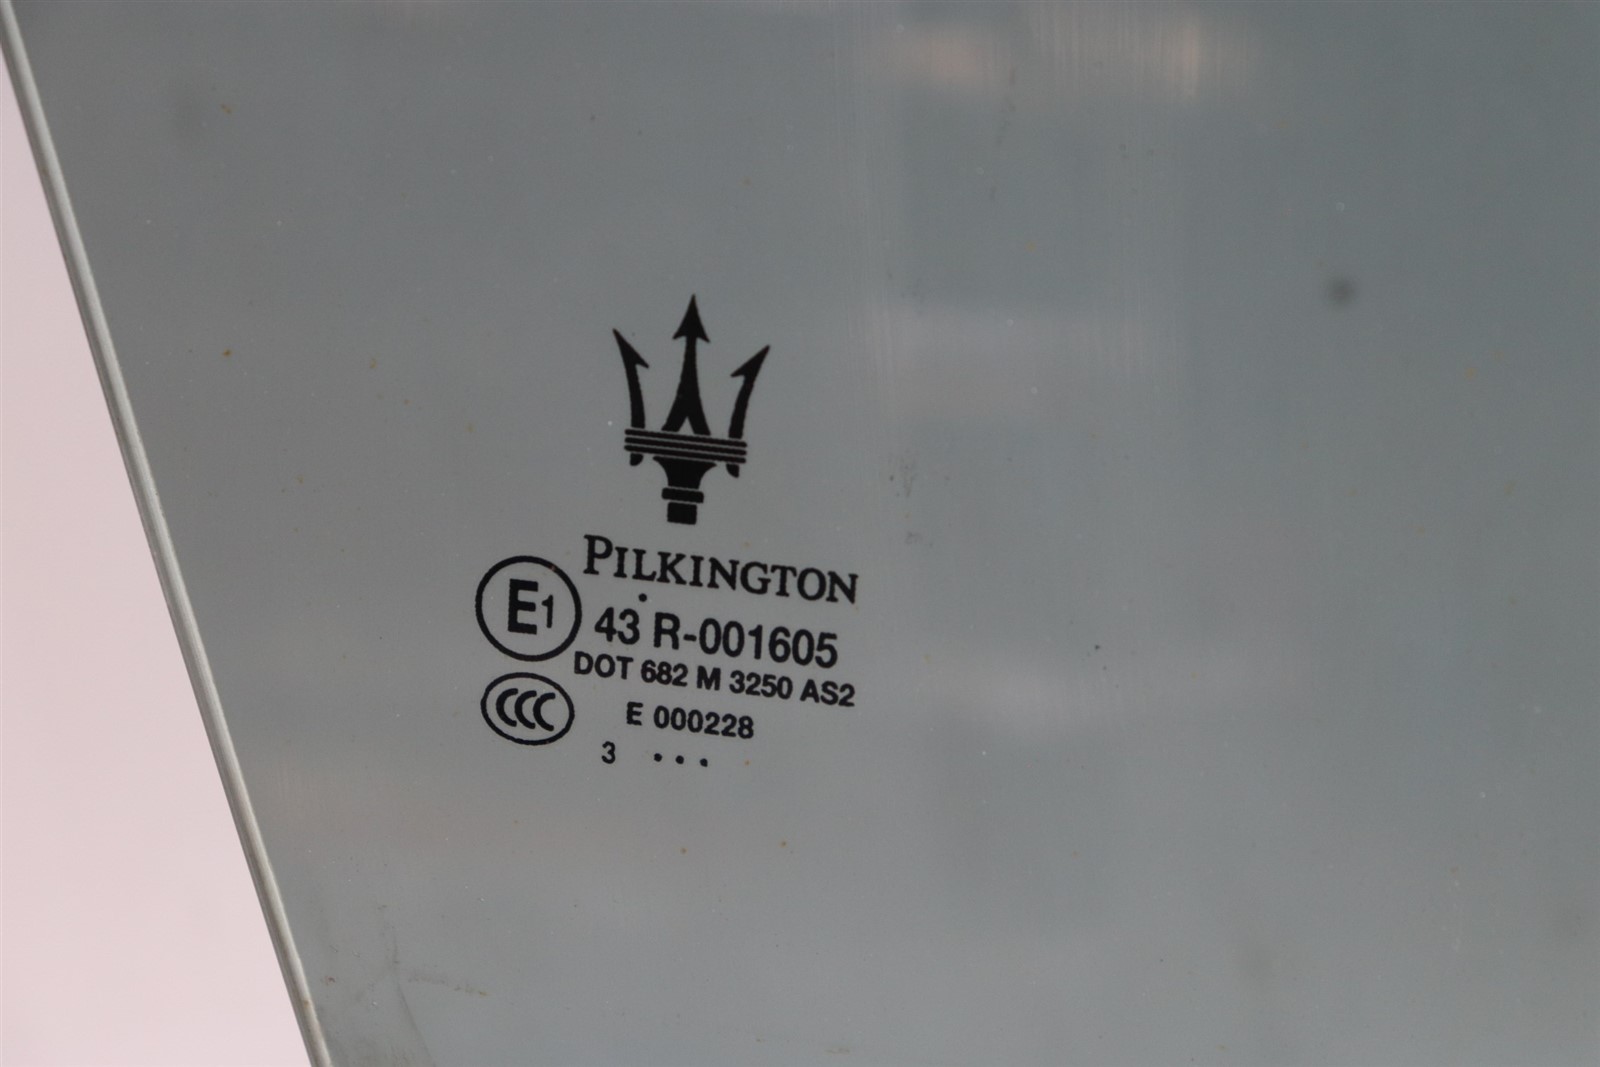 PILKINGTON
E1
43 R-001605
DOT 682 M 3250 AS2
CCC
E 000228
3 ...